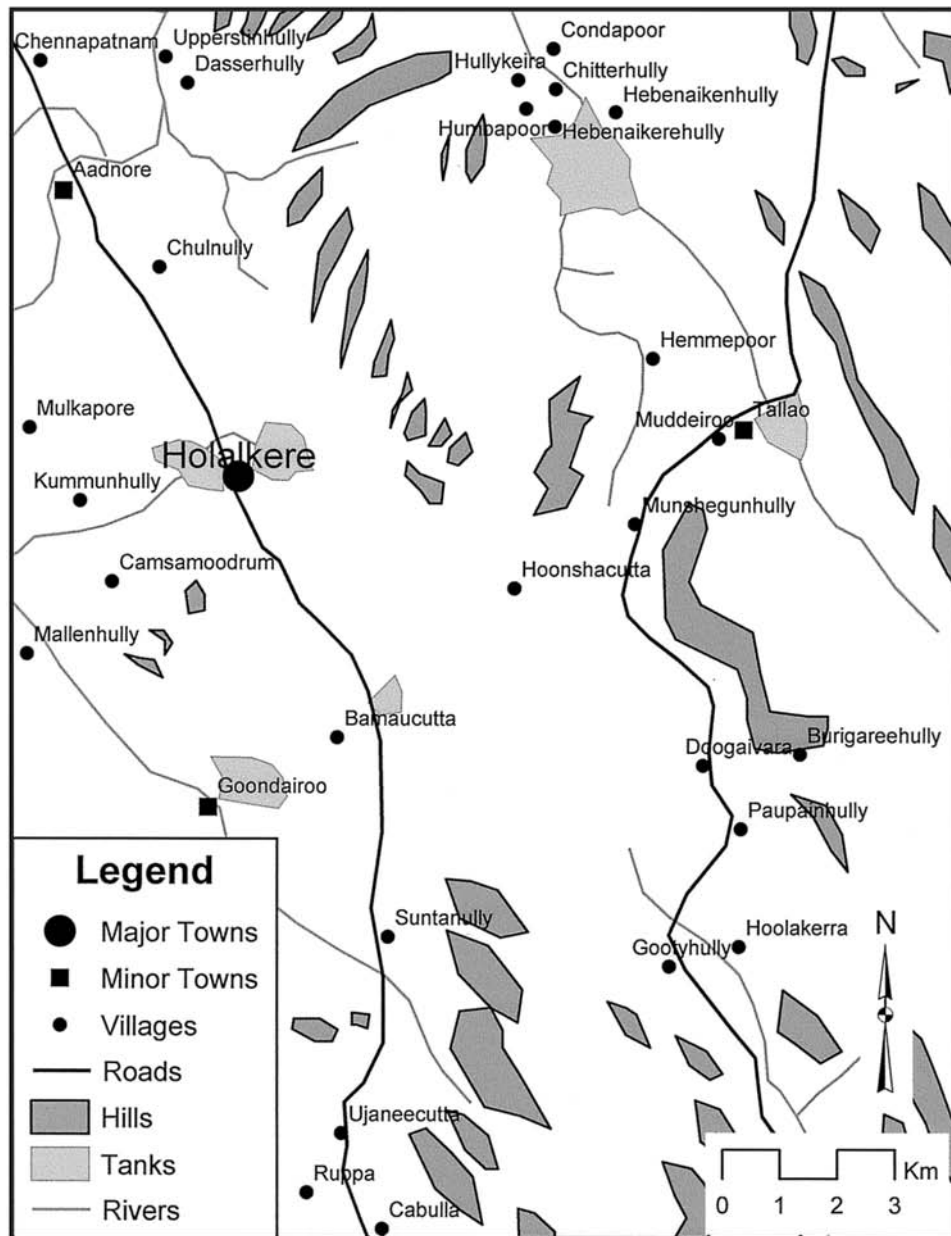 Chennapatnam
Upperstinhully
Dasserhully
Condapoor
Hullykeira
Chitterhully
Hebenaikenhully
Humbapoor
Hebenaikerehully
Aadnore
Chulnully
Hemmepoor
Mulkapore
Muddeiroo
Tallao
Holalkere
Kummunhully
Munshegunhully
Camsamoodrum
Hoonshacutta
Mallenhully
Bamaucutta
Doogaivara
Burigareehully
Goondairoo
Paupainhully
Legend
Major Towns
Minor Towns
Villages
Roads
Hills
Tanks
Rivers
Suntanully
Gootyhully
Hoolakerra
N
Ujaneecutta
Ruppa
Cabulla
Km
0 1 2 3